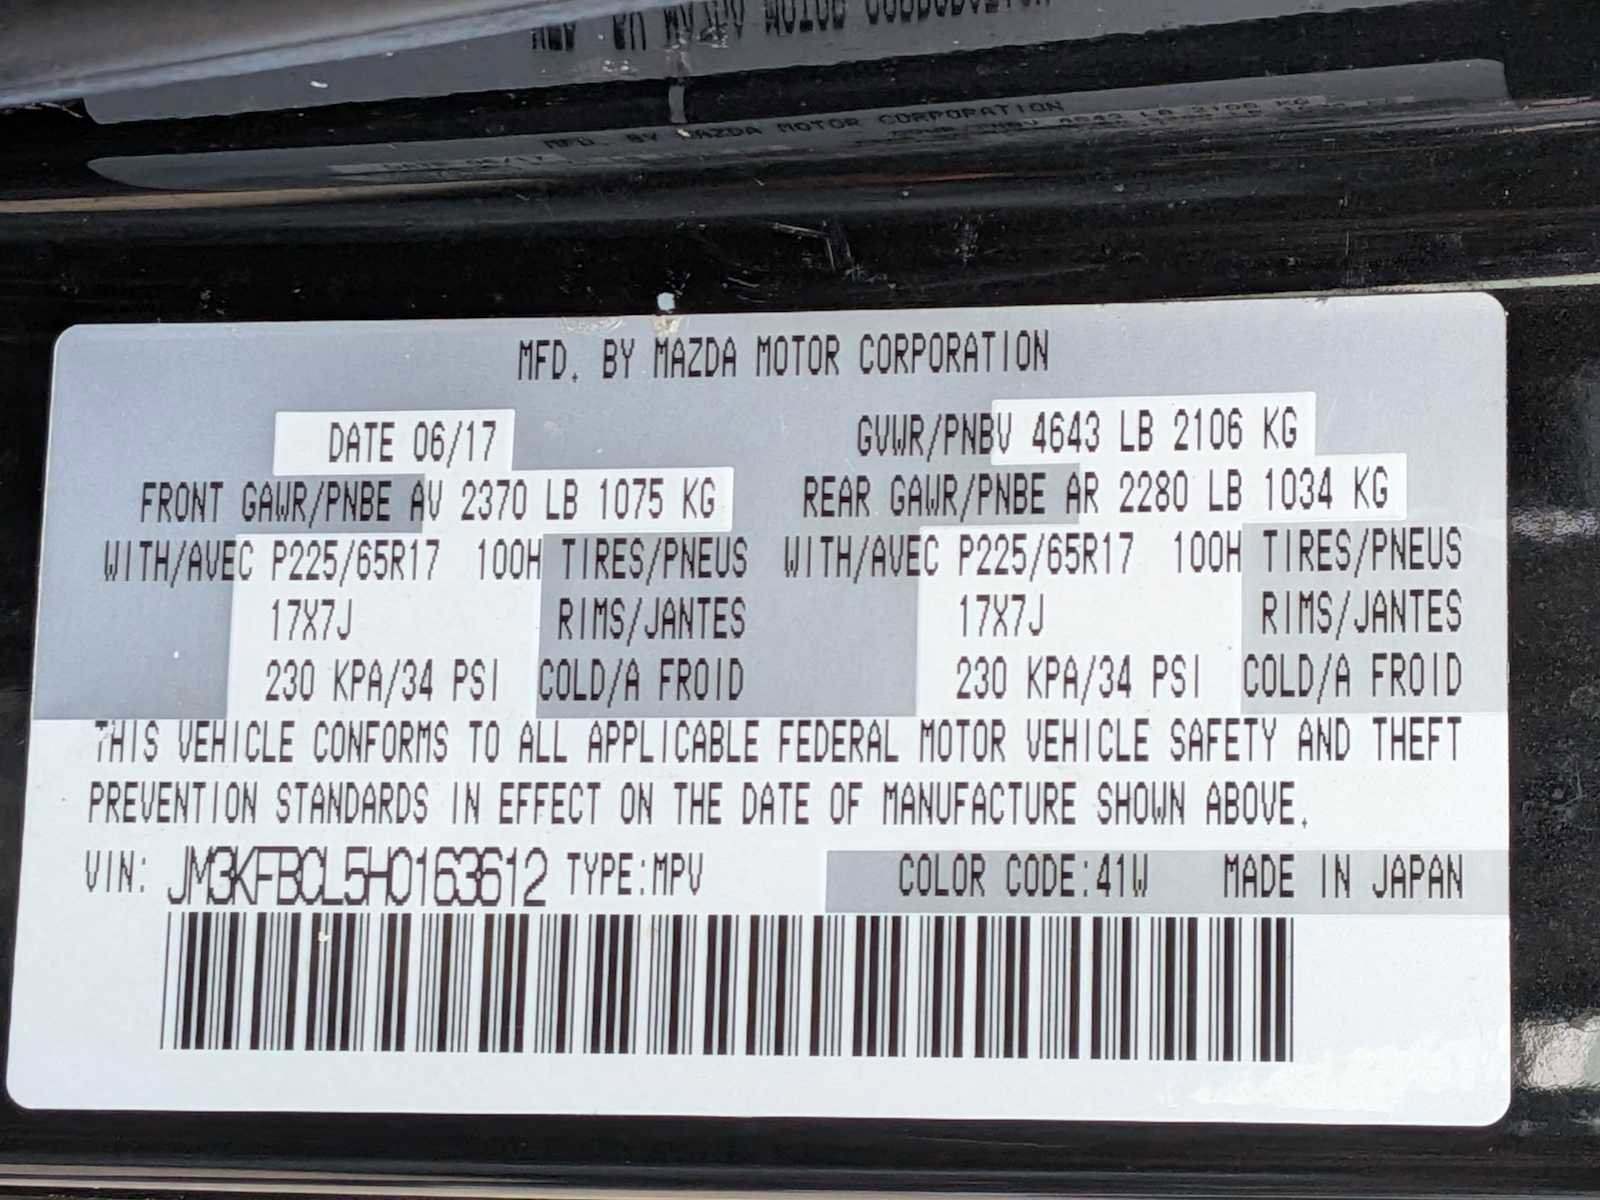 MFD. BY MAZDA MOTOR CORPORATION
MFD. BY MAZDA MOTOR CORPORATION
DATE 06/17 GVWR/PNBV 4643 LB 2106 KG
FRONT GAWR/PNBE AV 2370 LB 1075 KG REAR GAWR/PNBE AR 2280 LB 1034 KG
WITH/AVEC P225/65R17 100H TIRES/PNEUS WITH/AVEC P225/65R17 100H TIRES/PNEUS
17X7J RIMS/JANTES 17X7J RIMS/JANTES
230 KPA/34 PSI COLD/A FROID 230 KPA/34 PSI COLD/A FROID
THIS VEHICLE CONFORMS TO ALL APPLICABLE FEDERAL MOTOR VEHICLE SAFETY AND THEFT
PREVENTION STANDARDS IN EFFECT ON THE DATE OF MANUFACTURE SHOWN ABOVE.
VIN: JM3KFBCL5H0163612 TYPE:MPV COLOR CODE:41W MADE IN JAPAN